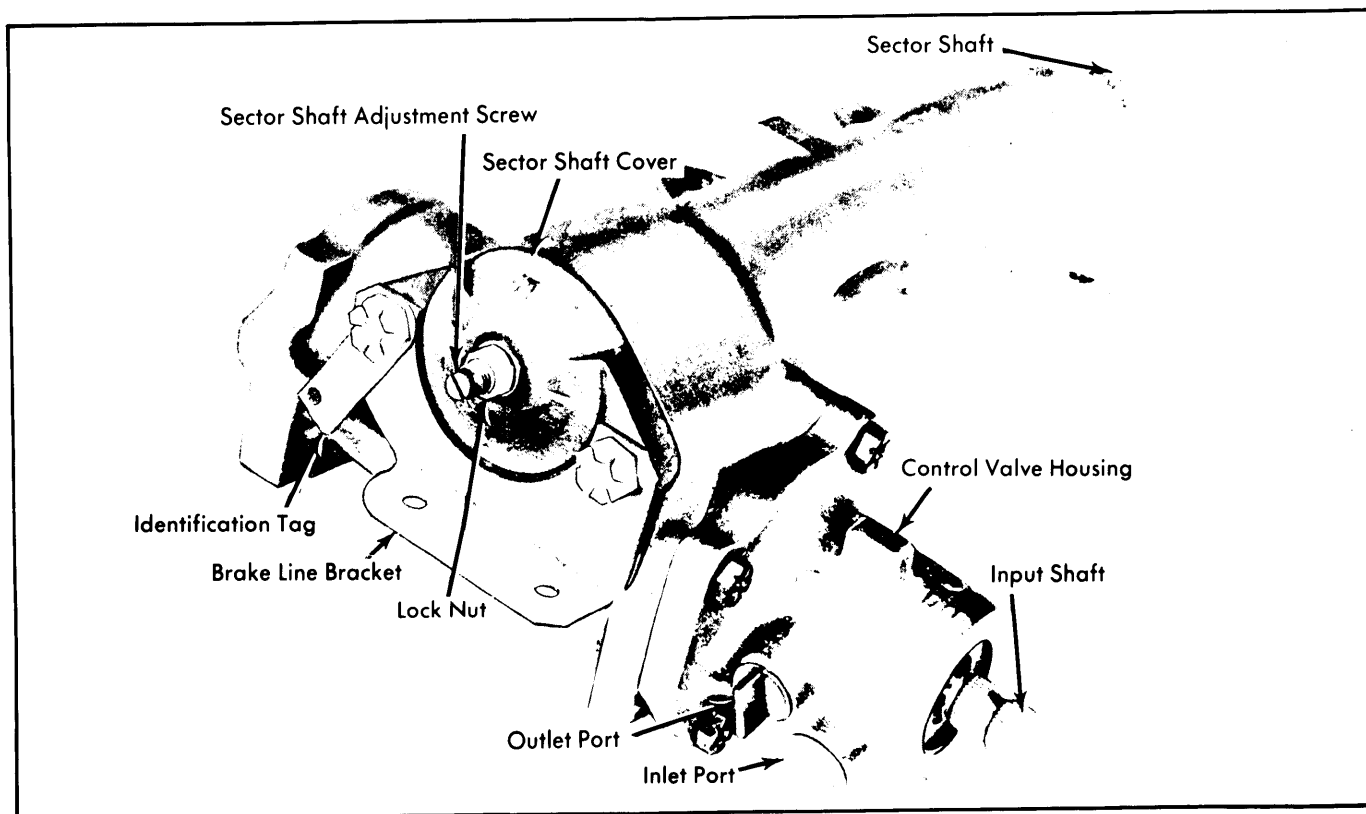 Sector Shaft
Sector Shaft Adjustment Screw
Sector Shaft Cover
Control Valve Housing
Identification Tag
Brake Line Bracket
Input Shaft
Lock Nut
Outlet Port
Inlet Port